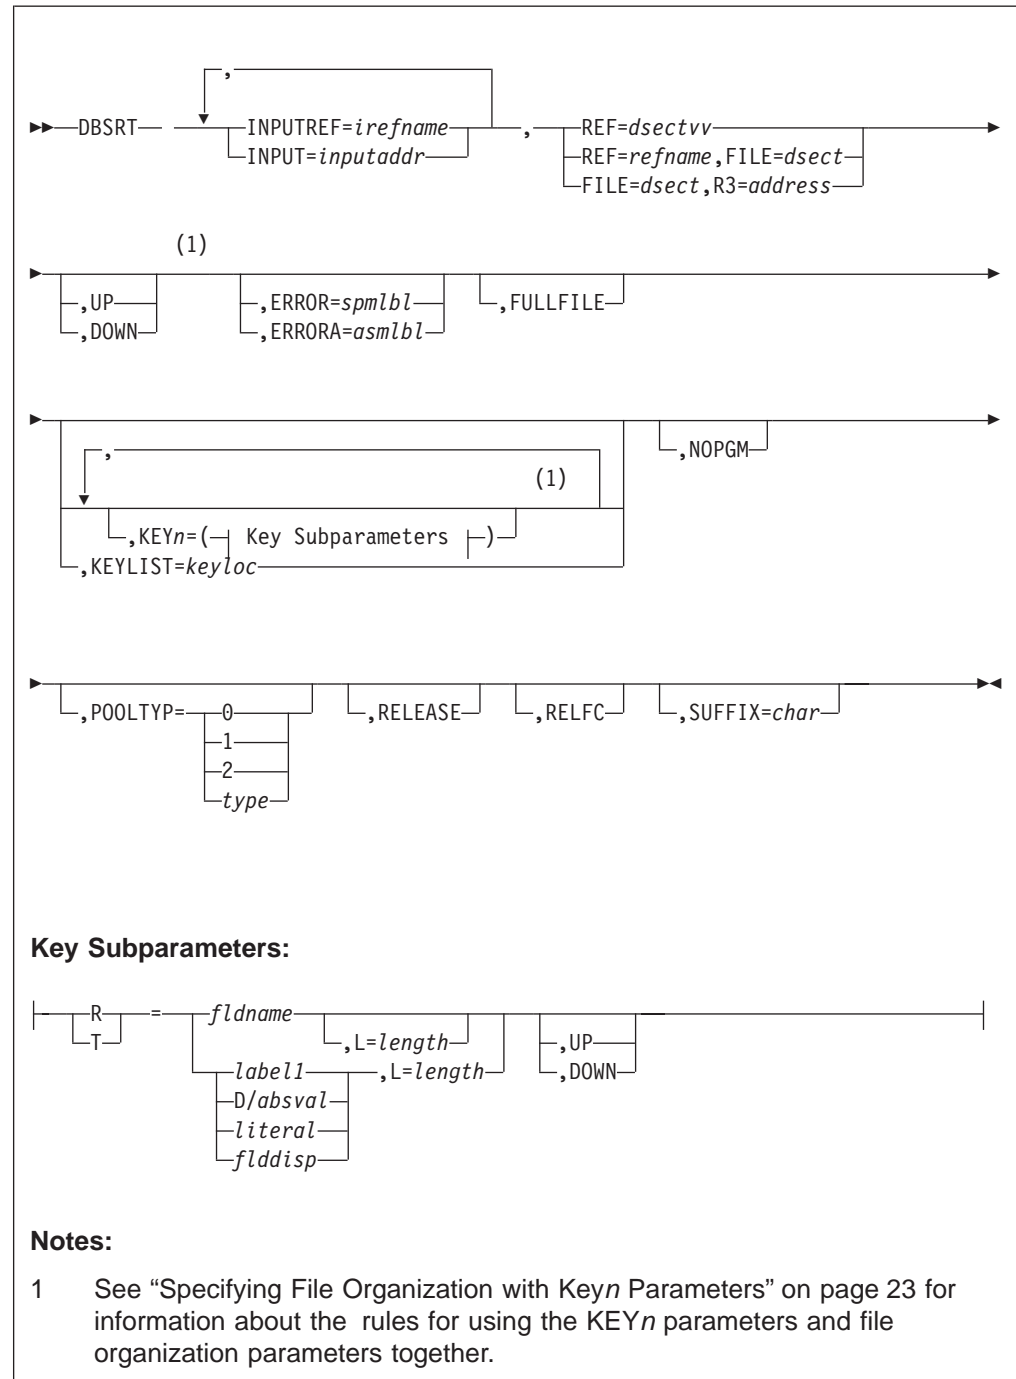 ,
DBSRT INPUTREF=irefname , REF=dsectvv
INPUT=inputaddr REF=refname,FILE=dsect
FILE=dsect,R3=address
(1)
,UP ,ERROR=spmlbl ,FULLFILE
,DOWN ,ERRORA=asmlbl
, ,NOPGM
(1)
,KEYn=( Key Subparameters )
,KEYLIST=keyloc
,POOLTYP= 0 ,RELEASE ,RELFC ,SUFFIX=char
1
2
type
Key Subparameters:
R = fldname ,UP
T ,L=length ,DOWN
label1 ,L=length
D/absval
literal
flddisp
Notes:
1 See “Specifying File Organization with Keyn Parameters” on page 23 for
information about the rules for using the KEYn parameters and file
organization parameters together.